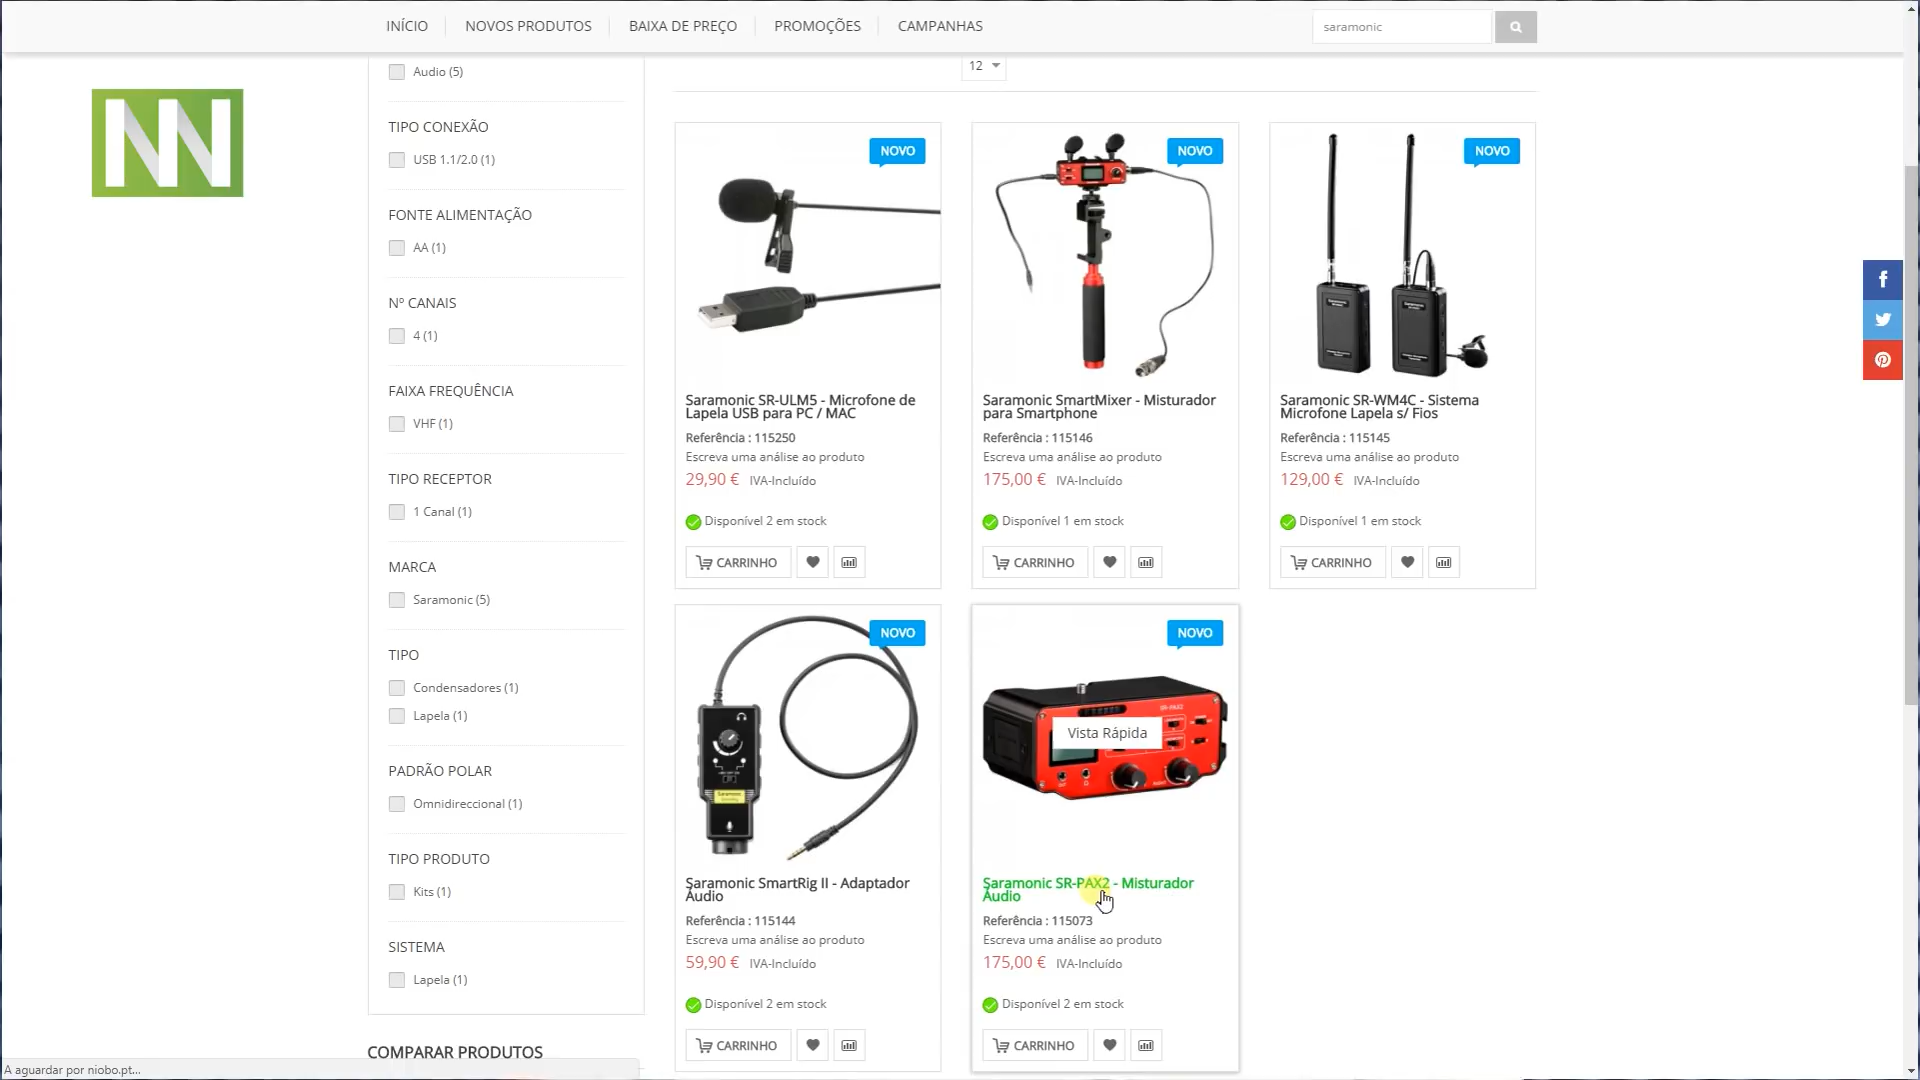 INÍCIO
NOVOS PRODUTOS
BAIXA DE PREÇO
PROMOÇÕES
CAMPANHAS
saramonic
Audio (5)
TIPO CONEXÃO
USB 1.1/2.0 (1)
FONTE ALIMENTAÇÃO
AA (1)
Nº CANAIS
4 (1)
FAIXA FREQUÊNCIA
VHF (1)
TIPO RECEPTOR
1 Canal (1)
MARCA
Saramonic (5)
TIPO
Condensadores (1)
Lapela (1)
PADRÃO POLAR
Omnidireccional (1)
TIPO PRODUTO
Kits (1)
SISTEMA
Lapela (1)
COMPARAR PRODUTOS
12
NOVO
Saramonic SR-ULM5 - Microfone de
Lapela USB para PC / MAC
Referência : 115250
Escreva uma análise ao produto
29,90 € IVA-Incluído
Disponível 2 em stock
CARRINHO
NOVO
Saramonic SmartMixer - Misturador
para Smartphone
Referência : 115146
Escreva uma análise ao produto
175,00 € IVA-Incluído
Disponível 1 em stock
CARRINHO
NOVO
Saramonic SR-WM4C - Sistema
Microfone Lapela s/ Fios
Referência : 115145
Escreva uma análise ao produto
129,00 € IVA-Incluído
Disponível 1 em stock
CARRINHO
NOVO
Saramonic SmartRig II - Adaptador
Áudio
Referência : 115144
Escreva uma análise ao produto
59,90 € IVA-Incluído
Disponível 2 em stock
CARRINHO
NOVO
SR-PAX2
Vista Rápida
Saramonic SR-PAX2 - Misturador
Áudio
Referência : 115073
Escreva uma análise ao produto
175,00 € IVA-Incluído
Disponível 2 em stock
CARRINHO
A aguardar por niobo.pt...